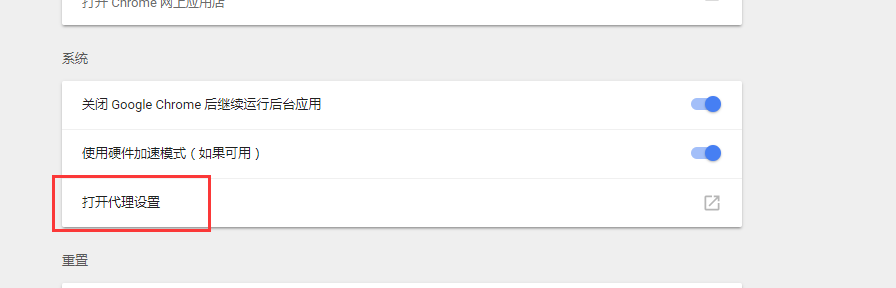 打开 Chrome 网上应用店
系统
关闭 Google Chrome 后继续运行后台应用
使用硬件加速模式（如果可用）
打开代理设置
重置